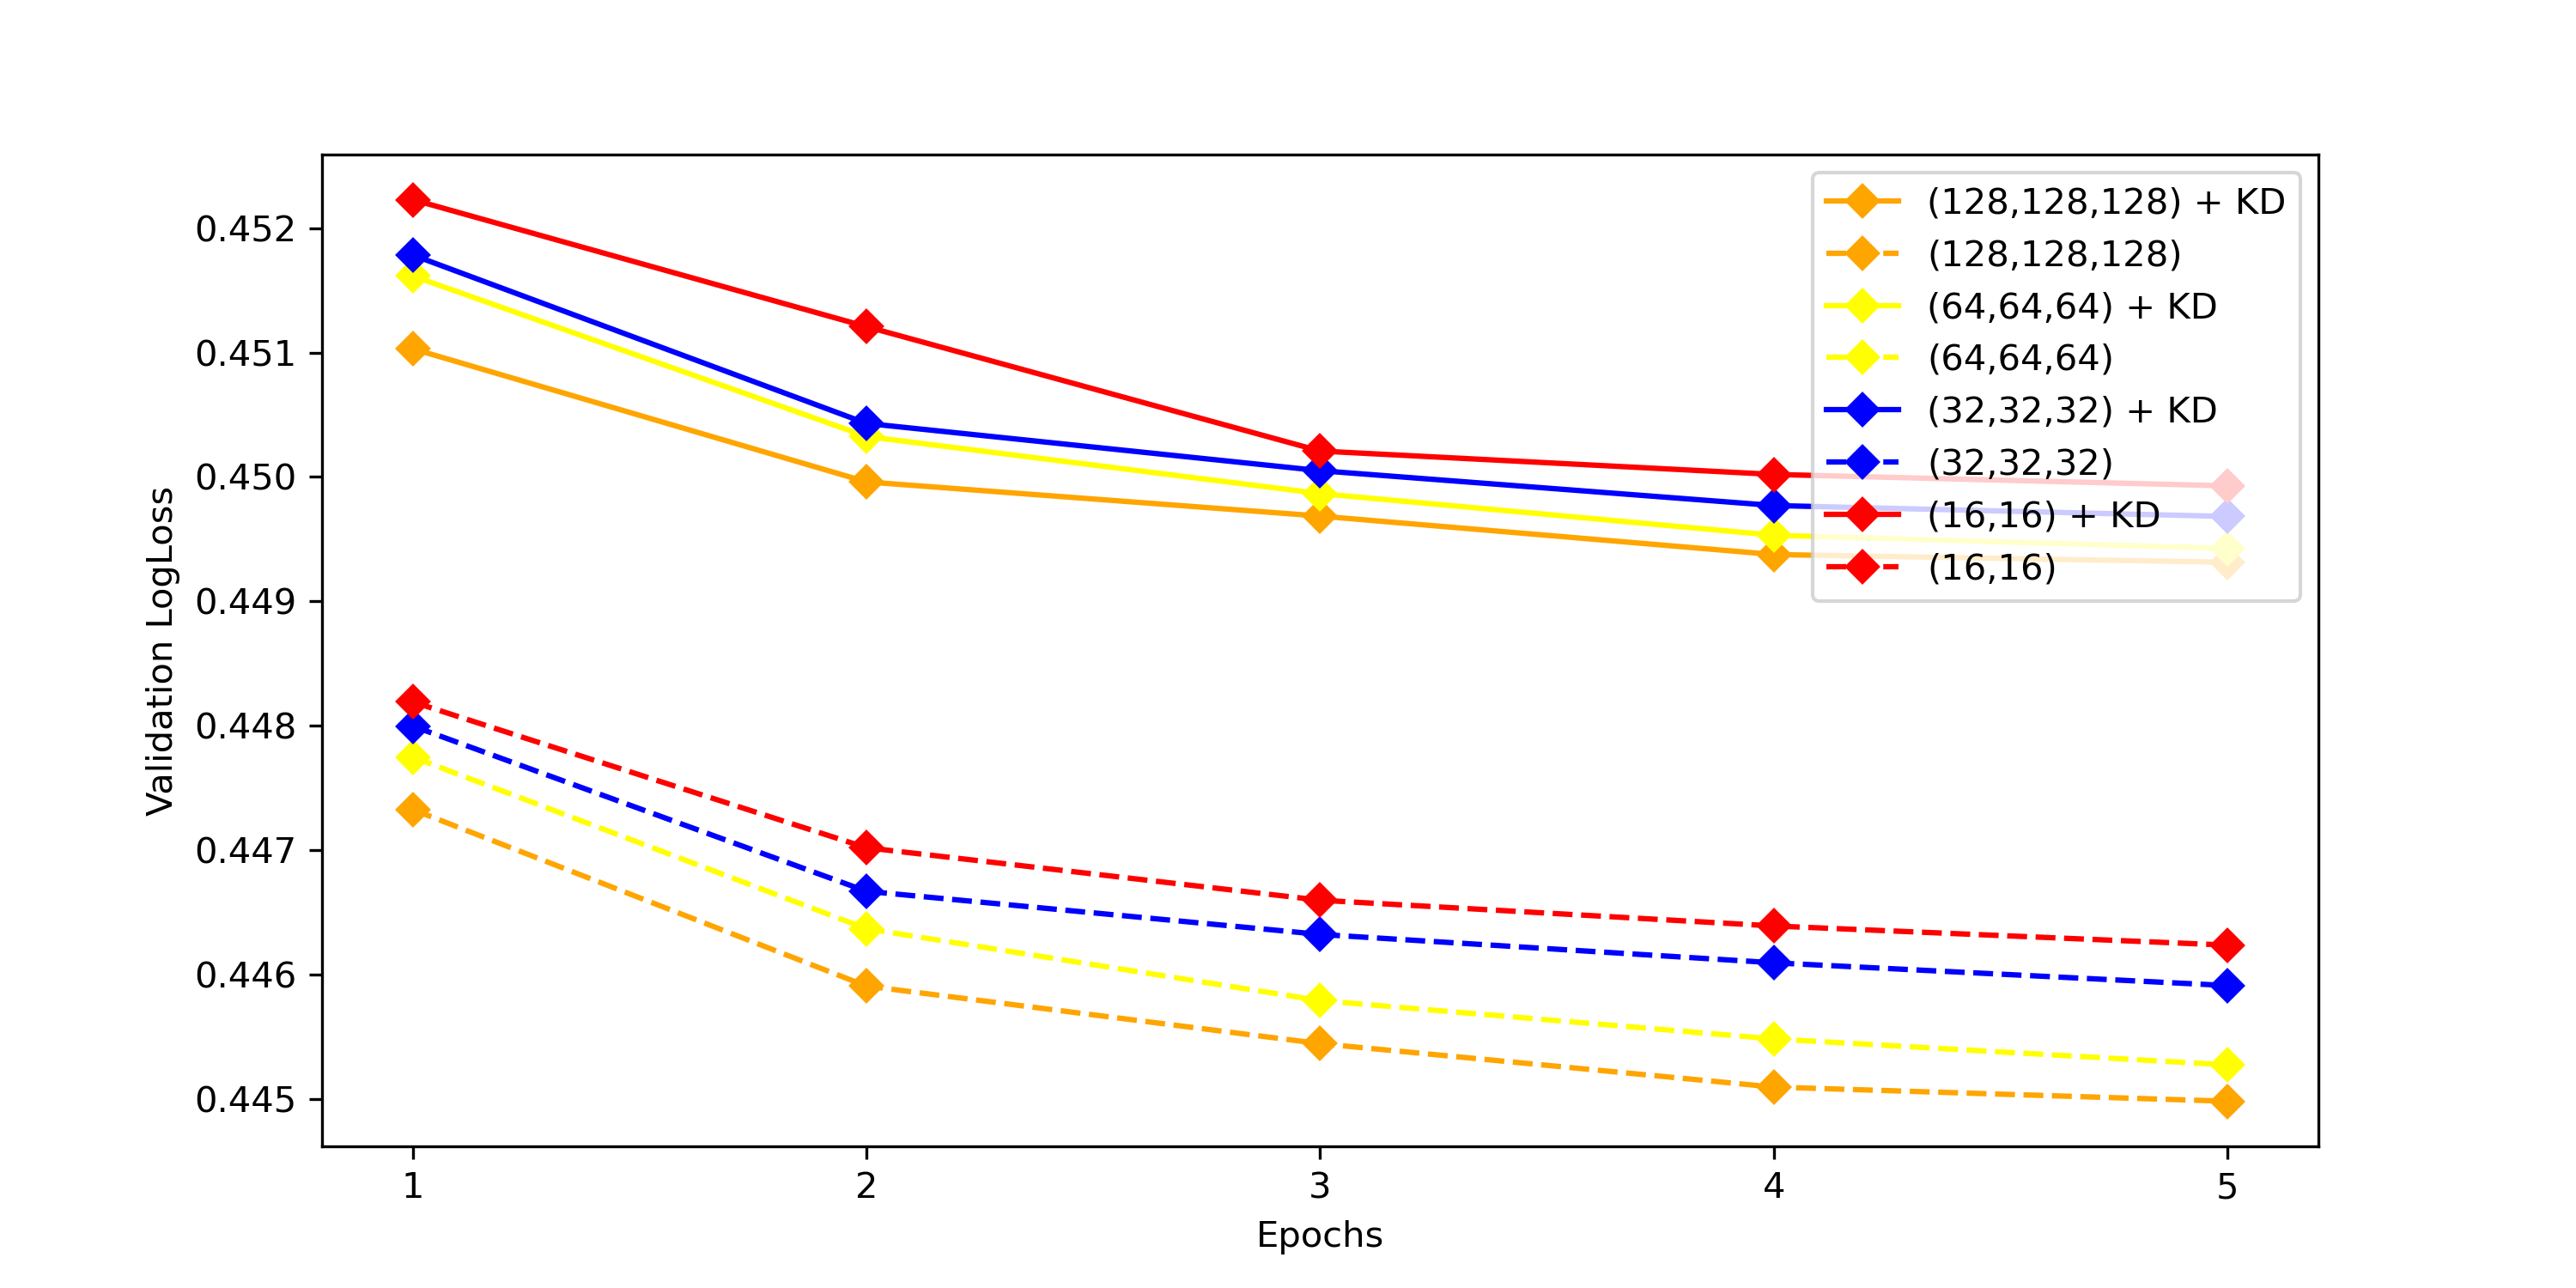 0.452
0.451
0.450
0.449
0.448
0.447
0.446
0.445
Validation LogLoss
(128,128,128) + KD
(128,128,128)
(64,64,64) + KD
(64,64,64)
(32,32,32) + KD
(32,32,32)
(16,16) + KD
(16,16)
1 2 3 4 5
Epochs